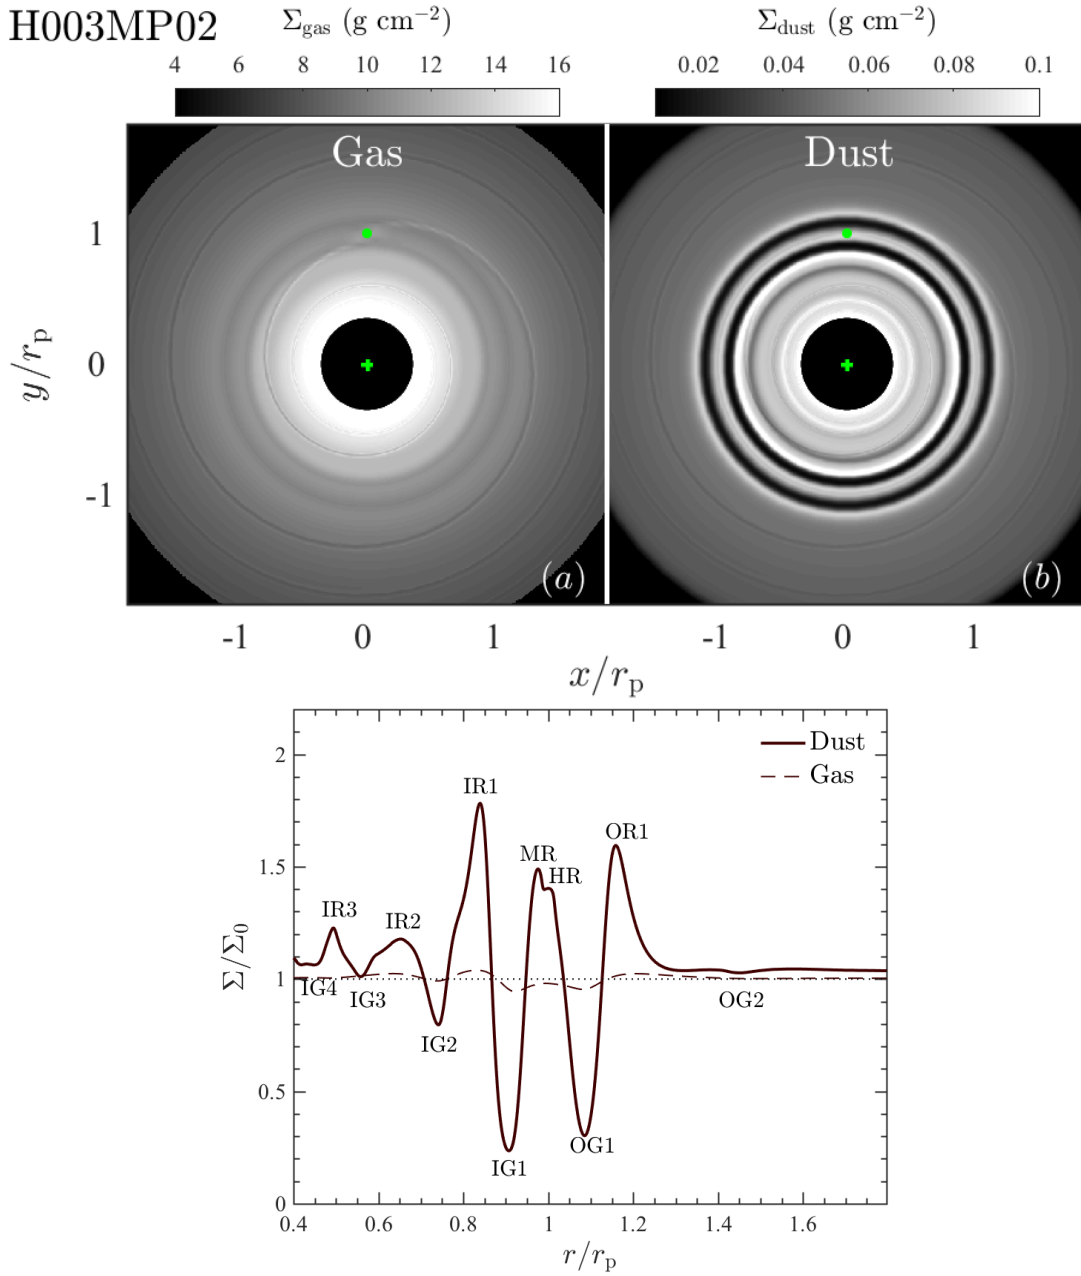 H003MP02
Σgas (g cm−2)
4 6 8 10 12 14 16
Σdust (g cm−2)
0.02 0.04 0.06 0.08 0.1
Gas
Dust
1
0
-1
y/rp
(a)
(b)
-1 0 1
-1 0 1
x/rp
2
1.5
1
0.5
0
Σ/Σ0
Dust
Gas
IR1
OR1
MR
HR
IR3
IR2
IG4
IG3
OG2
IG2
OG1
IG1
0.4 0.6 0.8 1 1.2 1.4 1.6
r/rp